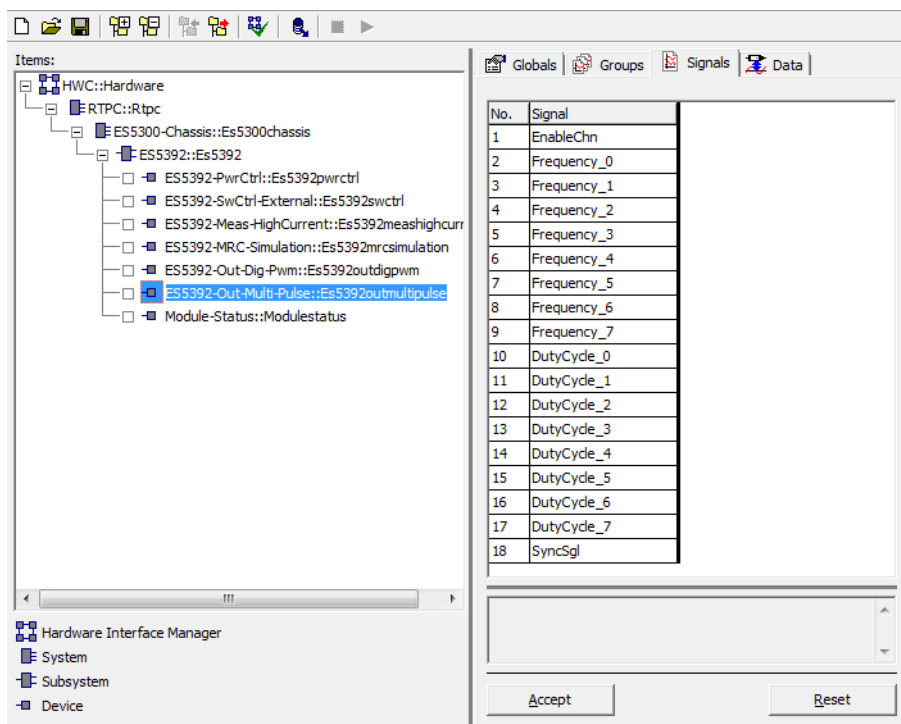 Items:
HWC::Hardware
RTPC::Rtpc
ES5300-Chassis::Es5300chassis
ES5392::Es5392
ES5392-PwrCtrl::Es5392pwrctrl
ES5392-SwCtrl-External::Es5392swctrl
ES5392-Meas-HighCurrent::Es5392meashighcurr
ES5392-MRC-Simulation::Es5392mrcsimulation
ES5392-Out-Dig-Pwm::Es5392outdigpwm
ES5392-Out-Multi-Pulse::Es5392outmultipulse
Module-Status::Modulestatus
Hardware Interface Manager
System
Subsystem
Device
Globals Groups Signals Data
No. Signal
1 EnableChn
2 Frequency_0
3 Frequency_1
4 Frequency_2
5 Frequency_3
6 Frequency_4
7 Frequency_5
8 Frequency_6
9 Frequency_7
10 DutyCycle_0
11 DutyCycle_1
12 DutyCycle_2
13 DutyCycle_3
14 DutyCycle_4
15 DutyCycle_5
16 DutyCycle_6
17 DutyCycle_7
18 SyncSgl
Accept Reset